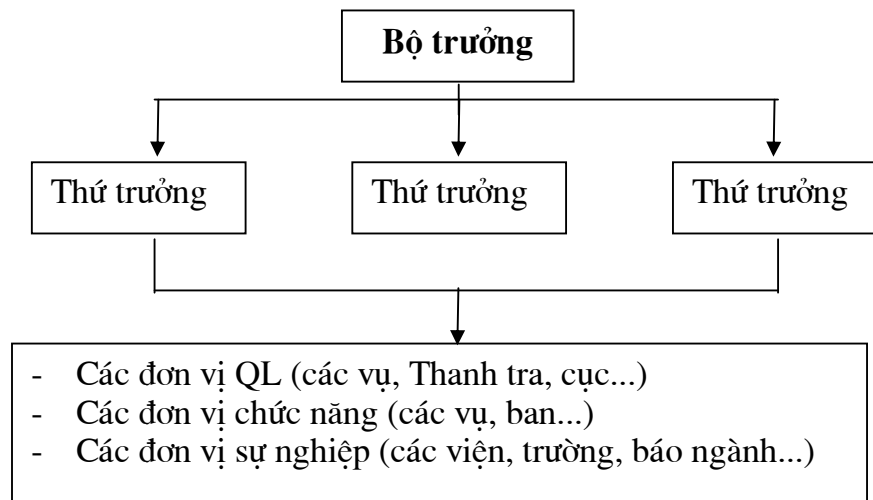 Bộ trưởng
Thứ trưởng Thứ trưởng Thứ trưởng
- Các đơn vị QL (các vụ, Thanh tra, cục...)
- Các đơn vị chức năng (các vụ, ban...)
- Các đơn vị sự nghiệp (các viện, trường, báo ngành...)